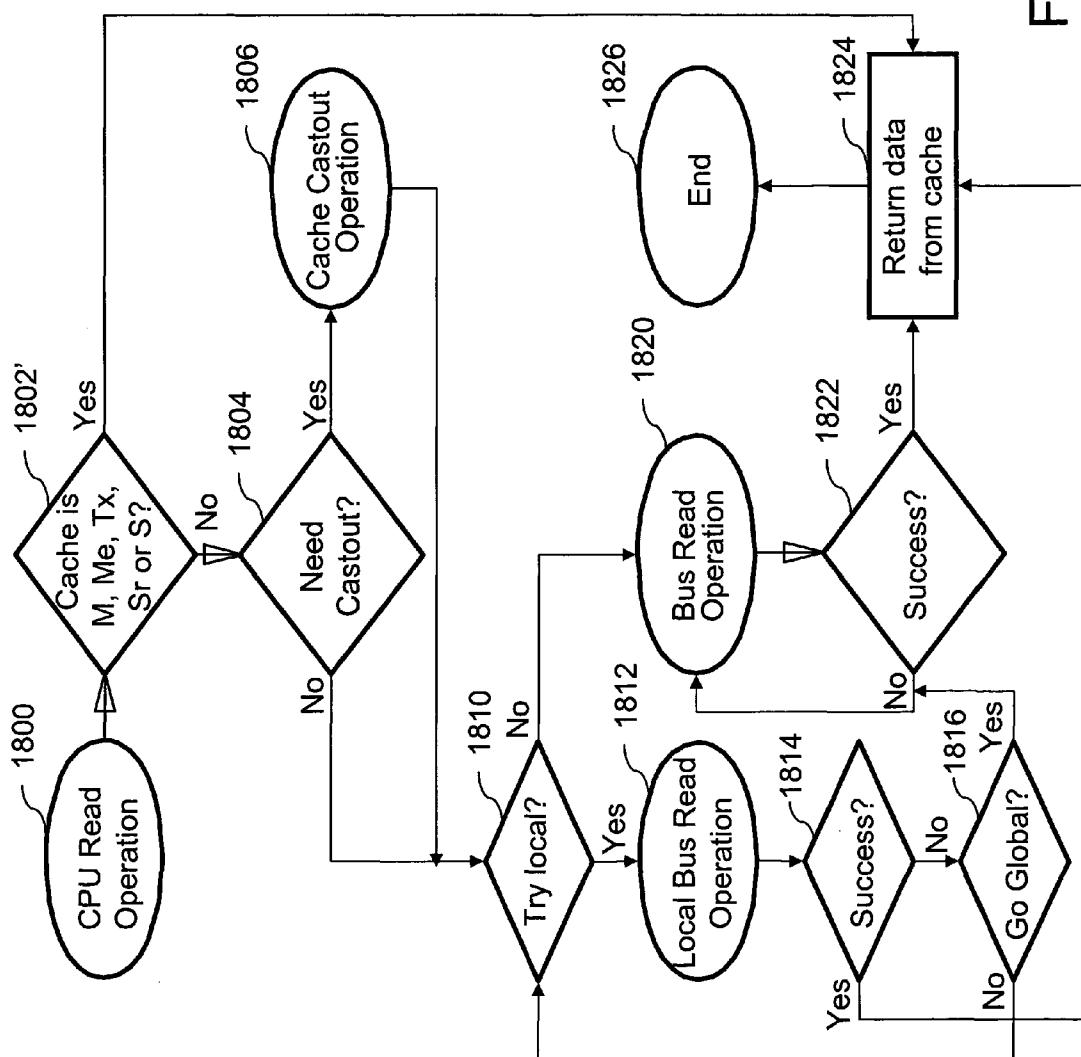 1800
CPU Read
Operation
1802'
Cache is
M, Me, Tx,
Sr or S?
Yes
No
1804
Need
Castout?
Yes
No
1806
Cache Castout
Operation
1810
Try local?
No
Yes
1812
Local Bus Read
Operation
1814
Success?
Yes
No
1816
Go Global?
Yes
No
1820
Bus Read
Operation
1822
Success?
Yes
No
1824
Return data
from cache
1826
End
F